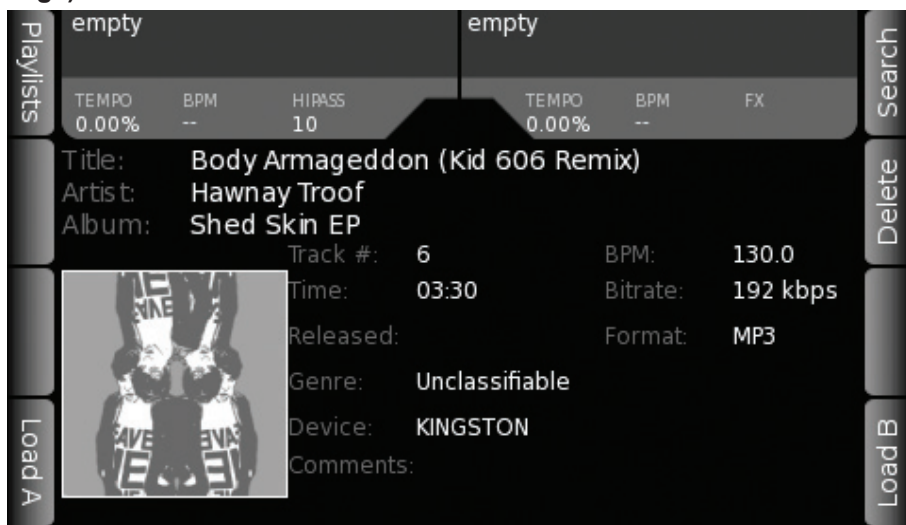 Playlists
empty
empty
Search
TEMPO BPM HIPASS
0.00% -- 10
TEMPO BPM FX
0.00% --
Title: Body Armageddon (Kid 606 Remix)
Artist: Hawnay Troof
Album: Shed Skin EP
Delete
Track #: 6 BPM: 130.0
Time: 03:30 Bitrate: 192 kbps
Released: Format: MP3
Genre: Unclassifiable
Device: KINGSTON
Comments:
Load A
Load B